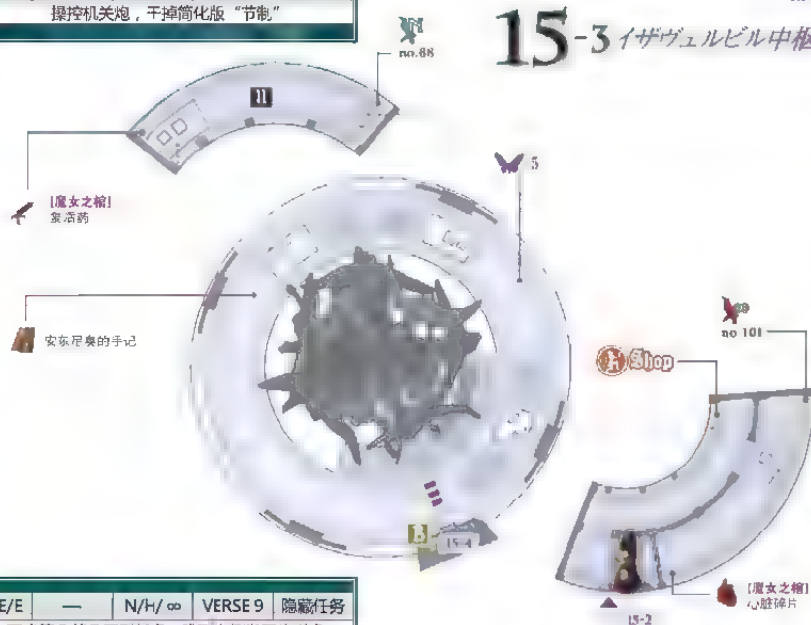 操控机关炮，干掉简化版“节制”
15-3 イザヴェルビル中枢
no.88
11
5
[魔女之棺]
复活药
安东尼奥的手记
no 101
Shop
B
15-4
[魔女之棺]
心脏碎片
15-2
E/E — N/H/∞ VERSE 9 隐藏任务